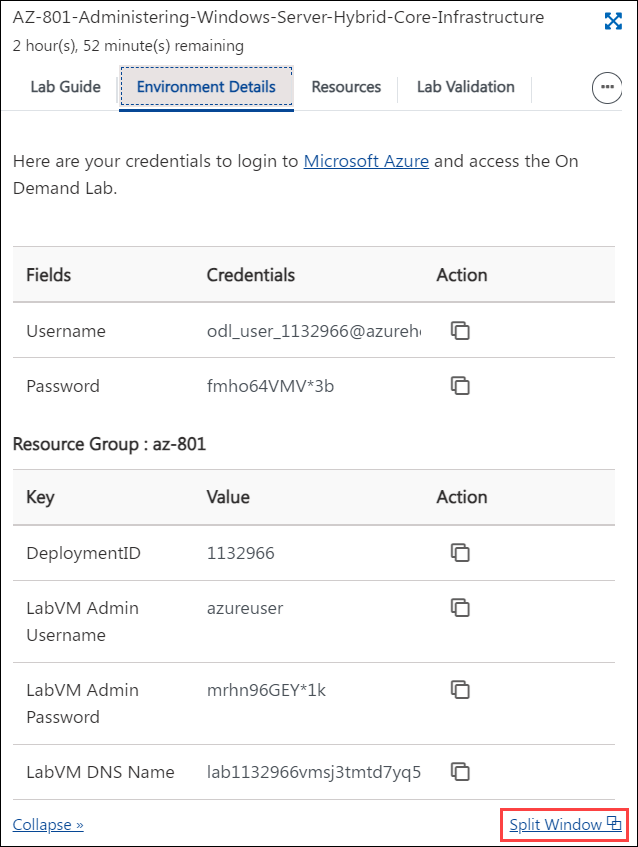 AZ-801-Administering-Windows-Server-Hybrid-Core-Infrastructure
2 hour(s), 52 minute(s) remaining
Lab Guide Environment Details Resources Lab Validation
Here are your credentials to login to Microsoft Azure and access the On
Demand Lab.
Fields Credentials Action
Username odl_user_1132966@azureh
Password fmho64VMV*3b
Resource Group : az-801
Key Value Action
DeploymentID 1132966
LabVM Admin azureuser
Username
LabVM Admin mrhn96GEY*1k
Password
LabVM DNS Name lab1132966vmsj3tmtd7yq5
Collapse » Split Window